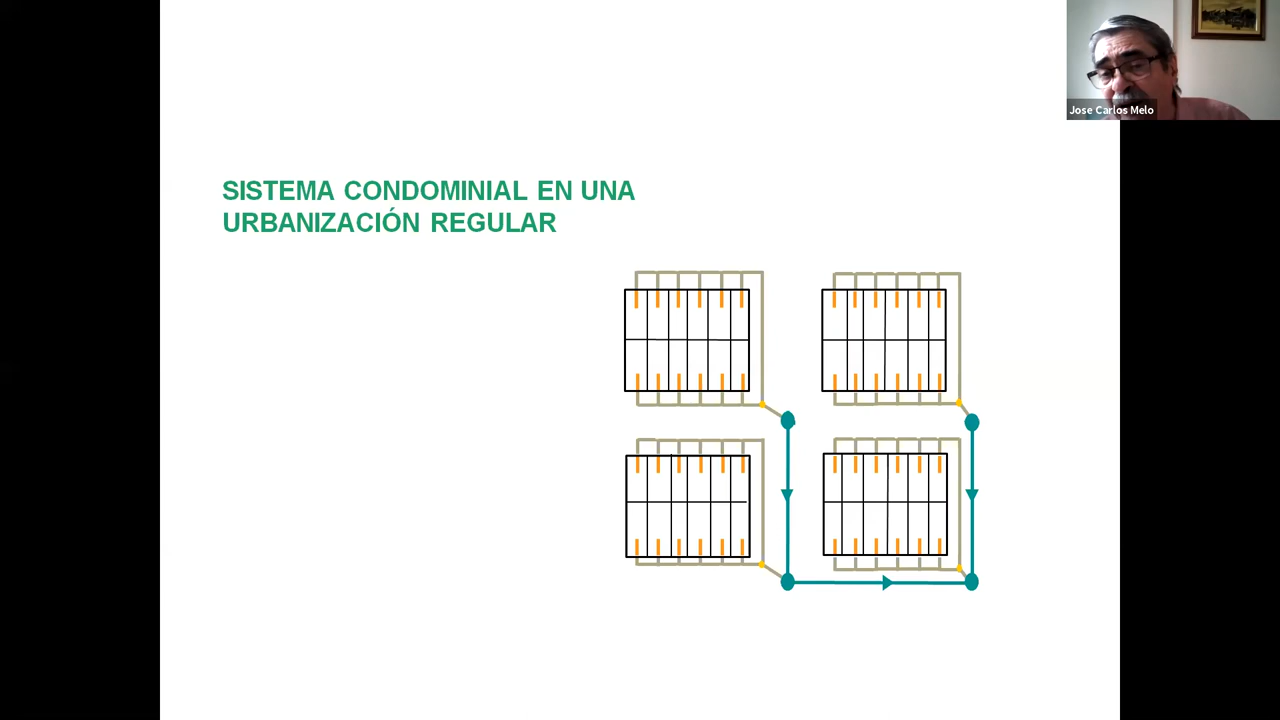 Jose Carlos Melo
SISTEMA CONDOMINIAL EN UNA
URBANIZACIÓN REGULAR